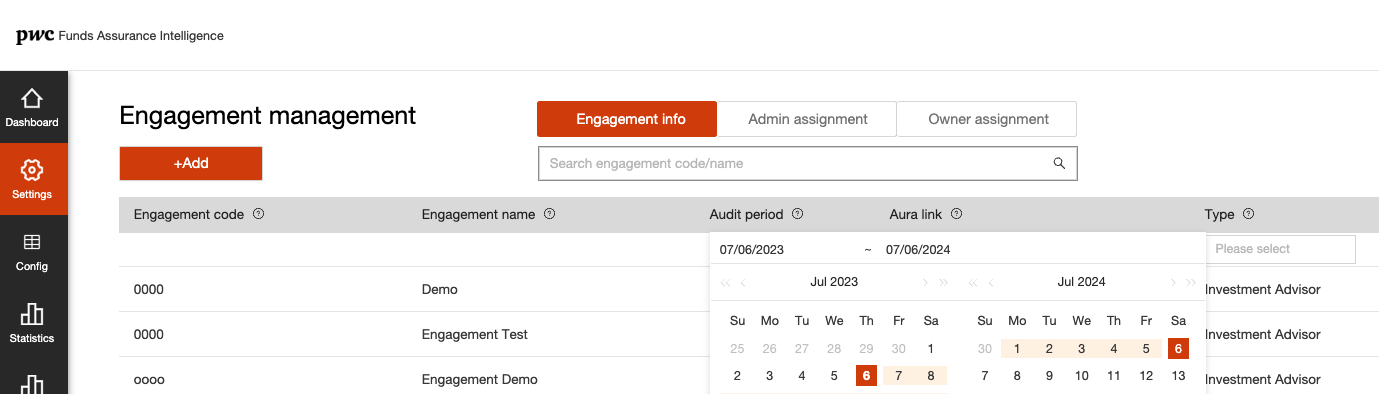 pwc Funds Assurance Intelligence
Dashboard
Settings
Config
Statistics
Engagement management
Engagement info Admin assignment Owner assignment
+Add
Search engagement code/name
Engagement code ? Engagement name ? Audit period ? Aura link ? Type ?
07/06/2023 ~ 07/06/2024
Please select
« ‹ Jul 2023 › » « ‹ Jul 2024 › »
0000 Demo Investment Advisor
Su Mo Tu We Th Fr Sa Su Mo Tu We Th Fr Sa
0000 Engagement Test Investment Advisor
25 26 27 28 29 30 1 30 1 2 3 4 5 6
2 3 4 5 6 7 8 7 8 9 10 11 12 13
oooo Engagement Demo Investment Advisor